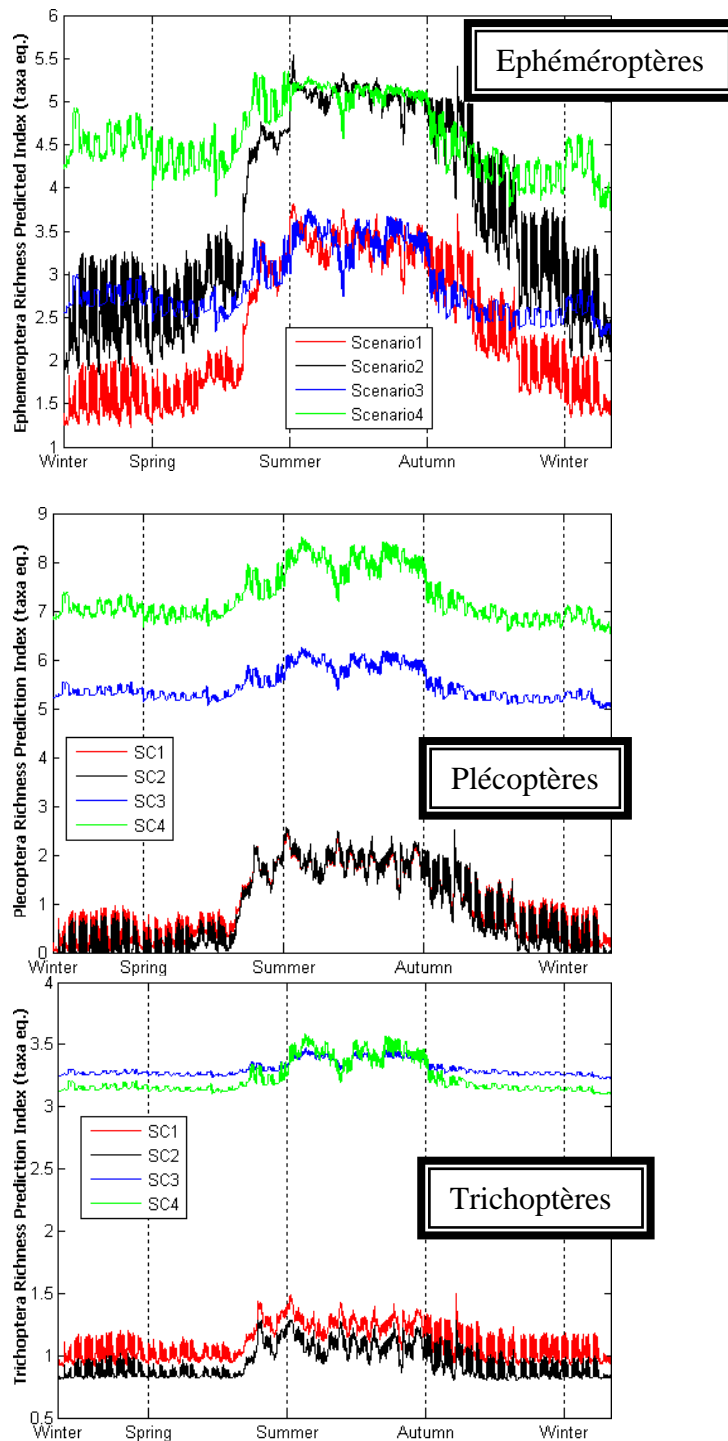 Ephéméroptères
Ephemeroptera Richness Predicted Index (taxa eq.)
6
5.5
5
4.5
4
3.5
3
2.5
2
1.5
1
Scenario1
Scenario2
Scenario3
Scenario4
Winter Spring Summer Autumn Winter
Plecoptera Richness Prediction Index (taxa eq.)
9
8
7
6
5
4
3
2
1
0
SC1
SC2
SC3
SC4
Plécoptères
Winter Spring Summer Autumn Winter
Trichoptera Richness Prediction Index (taxa eq.)
4
3.5
3
2.5
2
1.5
1
0.5
SC1
SC2
SC3
SC4
Trichoptères
Winter Spring Summer Autumn Winter